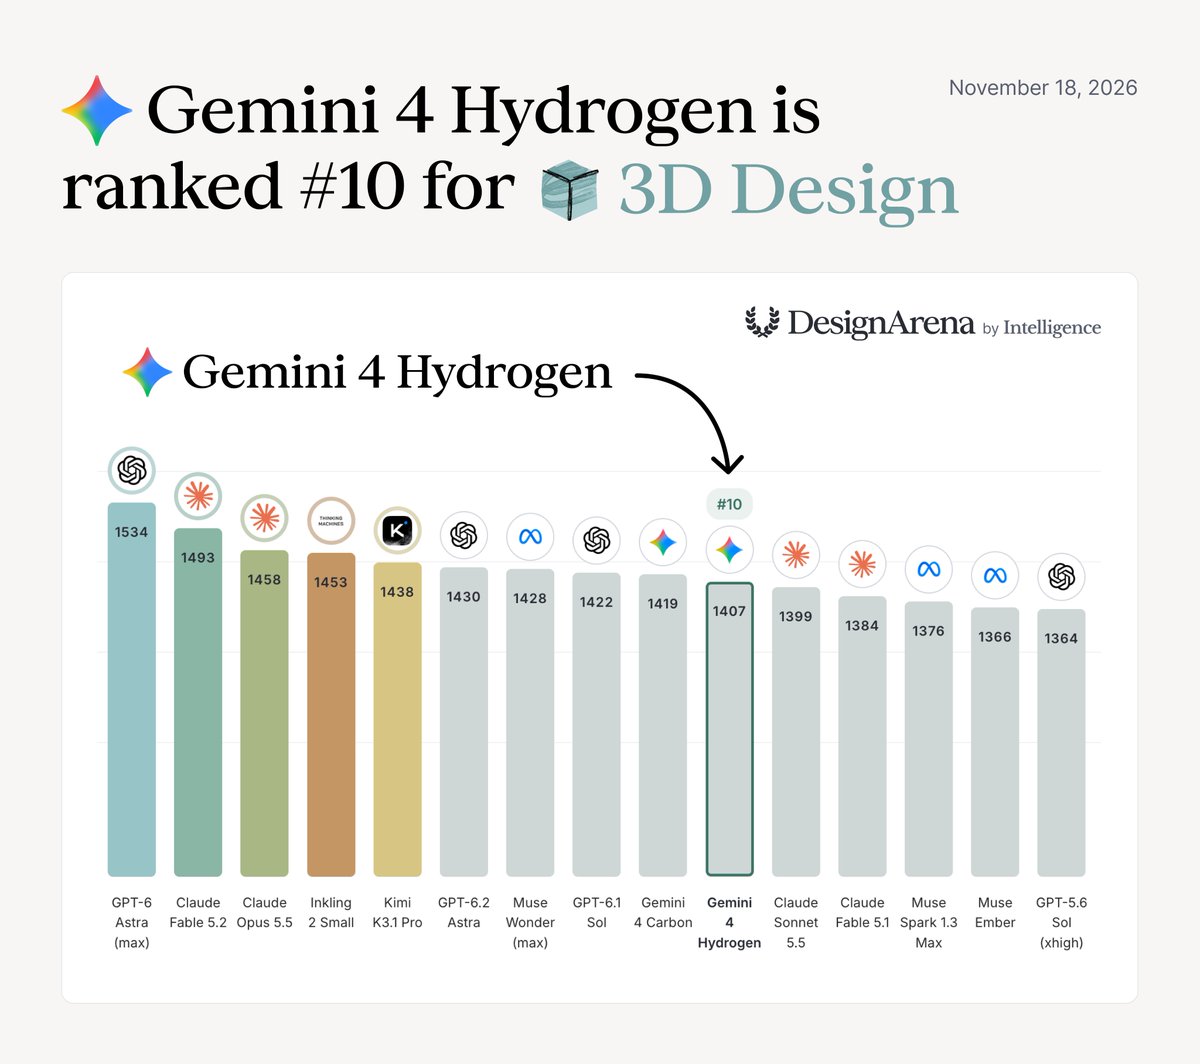 Gemini 4 Hydrogen is
ranked #10 for 3D Design
November 18, 2026
DesignArena by Intelligence
Gemini 4 Hydrogen
#10
THINKING
MACHINES
K
1534
1493
1458
1453
1438
1430
1428
1422
1419
1407
1399
1384
1376
1366
1364
GPT-6
Astra
(max)
Claude
Fable 5.2
Claude
Opus 5.5
Inkling
2 Small
Kimi
K3.1 Pro
GPT-6.2
Astra
Muse
Wonder
(max)
GPT-6.1
Sol
Gemini
4 Carbon
Gemini
4
Hydrogen
Claude
Sonnet
5.5
Claude
Fable 5.1
Muse
Spark 1.3
Max
Muse
Ember
GPT-5.6
Sol
(xhigh)